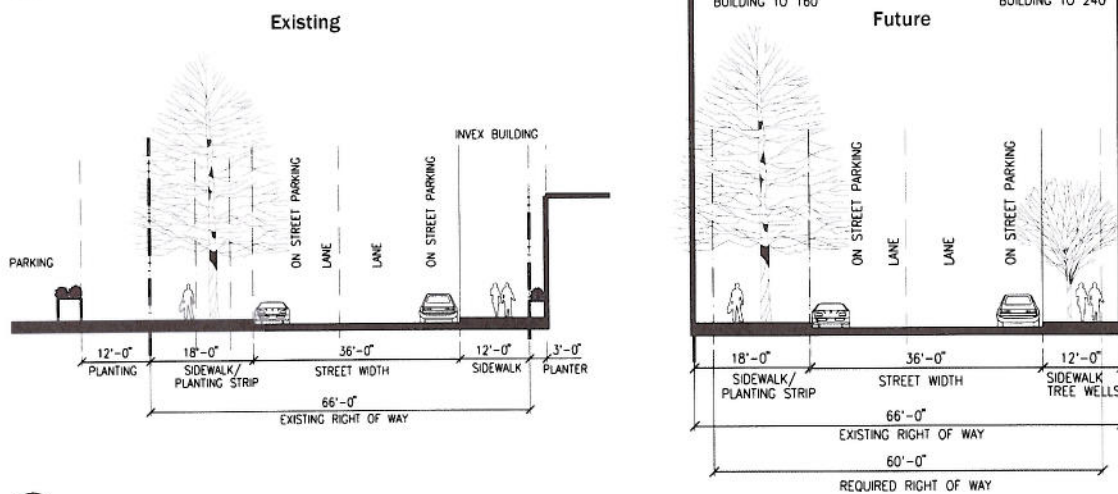 Existing
INVEX BUILDING
ON STREET PARKING
LANE
LANE
ON STREET PARKING
PARKING
12'-0"
18'-0"
36'-0"
12'-0"
3'-0"
PLANTING
SIDEWALK/
PLANTING STRIP
STREET WIDTH
SIDEWALK
PLANTER
66'-0"
EXISTING RIGHT OF WAY
BUILDING TO 160'
BUILDING TO 240'
Future
ON STREET PARKING
LANE
LANE
ON STREET PARKING
18'-0"
36'-0"
12'-0"
SIDEWALK/
PLANTING STRIP
STREET WIDTH
SIDEWALK
TREE WELLS
66'-0"
EXISTING RIGHT OF WAY
60'-0"
REQUIRED RIGHT OF WAY